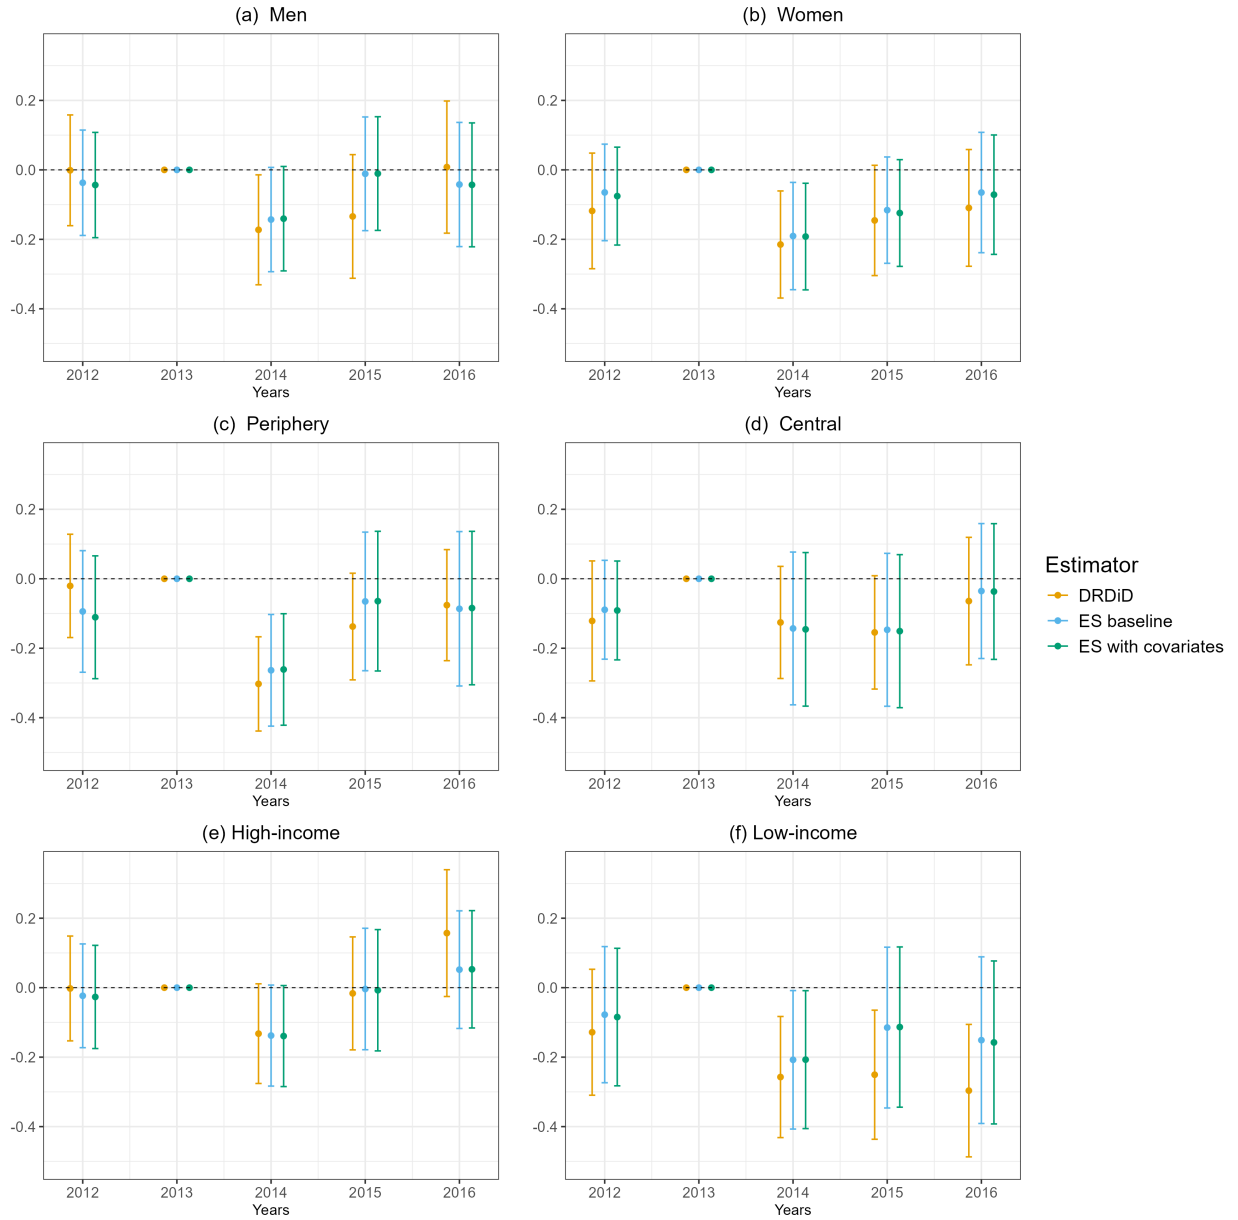 (a)  Men
0.2
0.0
-0.2
-0.4
2012 2013 2014 2015 2016
Years
(b)  Women
0.2
0.0
-0.2
-0.4
2012 2013 2014 2015 2016
Years
(c)  Periphery
0.2
0.0
-0.2
-0.4
2012 2013 2014 2015 2016
Years
(d)  Central
0.2
0.0
-0.2
-0.4
2012 2013 2014 2015 2016
Years
Estimator
DRDiD
ES baseline
ES with covariates
(e) High-income
0.2
0.0
-0.2
-0.4
2012 2013 2014 2015 2016
Years
(f) Low-income
0.2
0.0
-0.2
-0.4
2012 2013 2014 2015 2016
Years